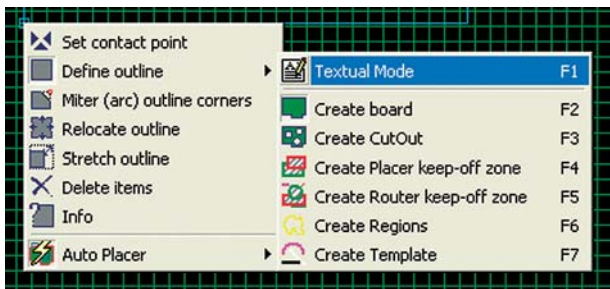 Set contact point
Define outline
Miter (arc) outline corners
Relocate outline
Stretch outline
Delete items
Info
Auto Placer
Textual Mode F1
Create board F2
Create CutOut F3
Create Placer keep-off zone F4
Create Router keep-off zone F5
Create Regions F6
Create Template F7